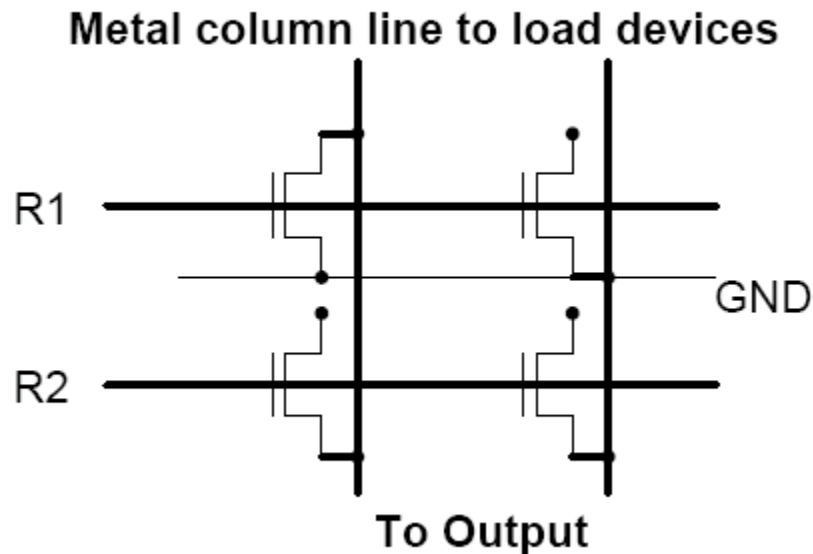 Metal column line to load devices
R1
GND
R2
To Output